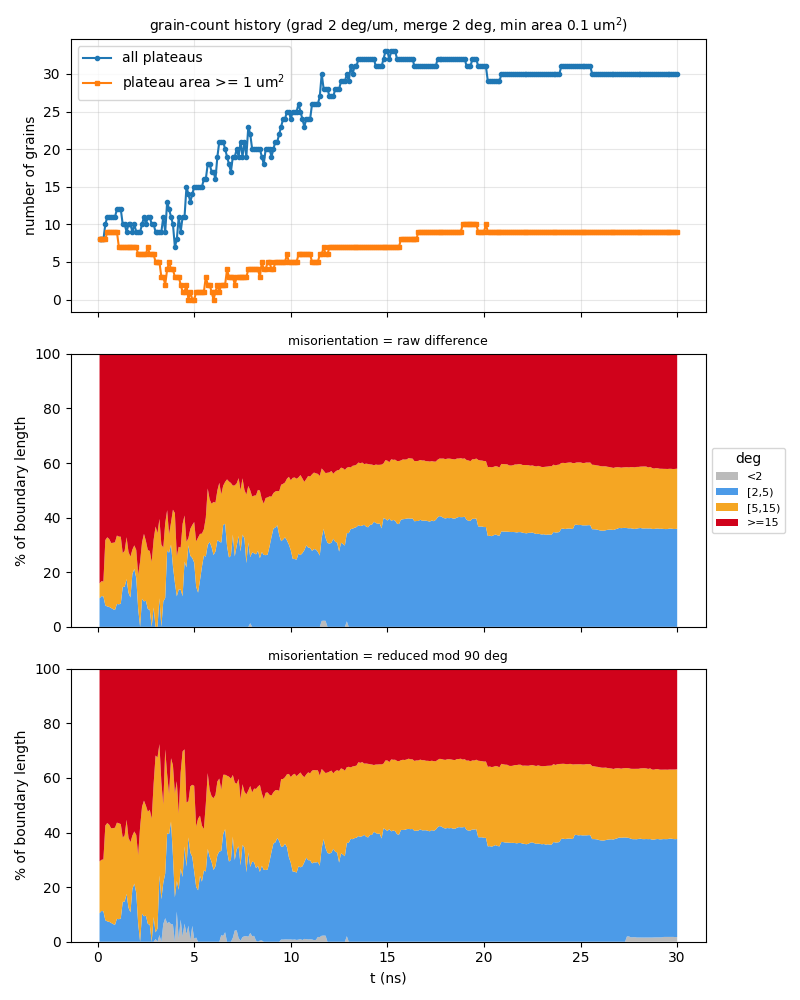 grain-count history (grad 2 deg/um, merge 2 deg, min area 0.1 um²)
all plateaus
plateau area >= 1 um²
number of grains
30
25
20
15
10
5
0
misorientation = raw difference
% of boundary length
100
80
60
40
20
0
deg
<2
[2,5)
[5,15)
>=15
misorientation = reduced mod 90 deg
% of boundary length
100
80
60
40
20
0
0 5 10 15 20 25 30
t (ns)